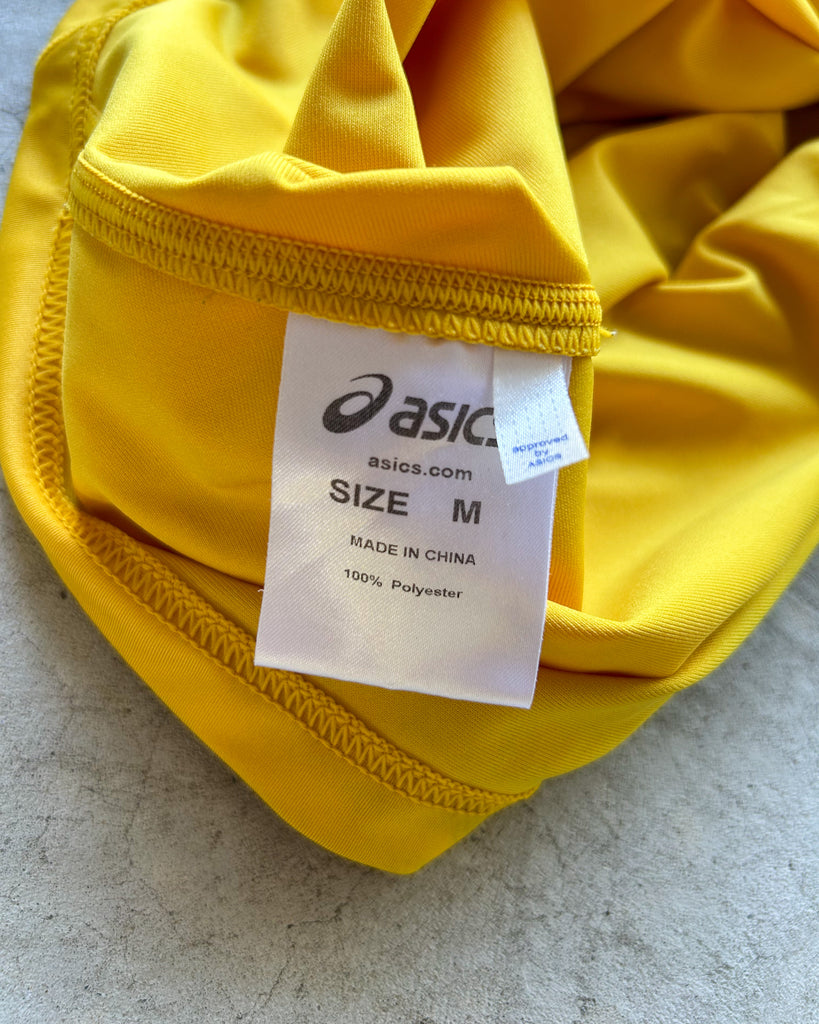 asics
asics.com
SIZE M
MADE IN CHINA
100% Polyester
approved
by
ASICS